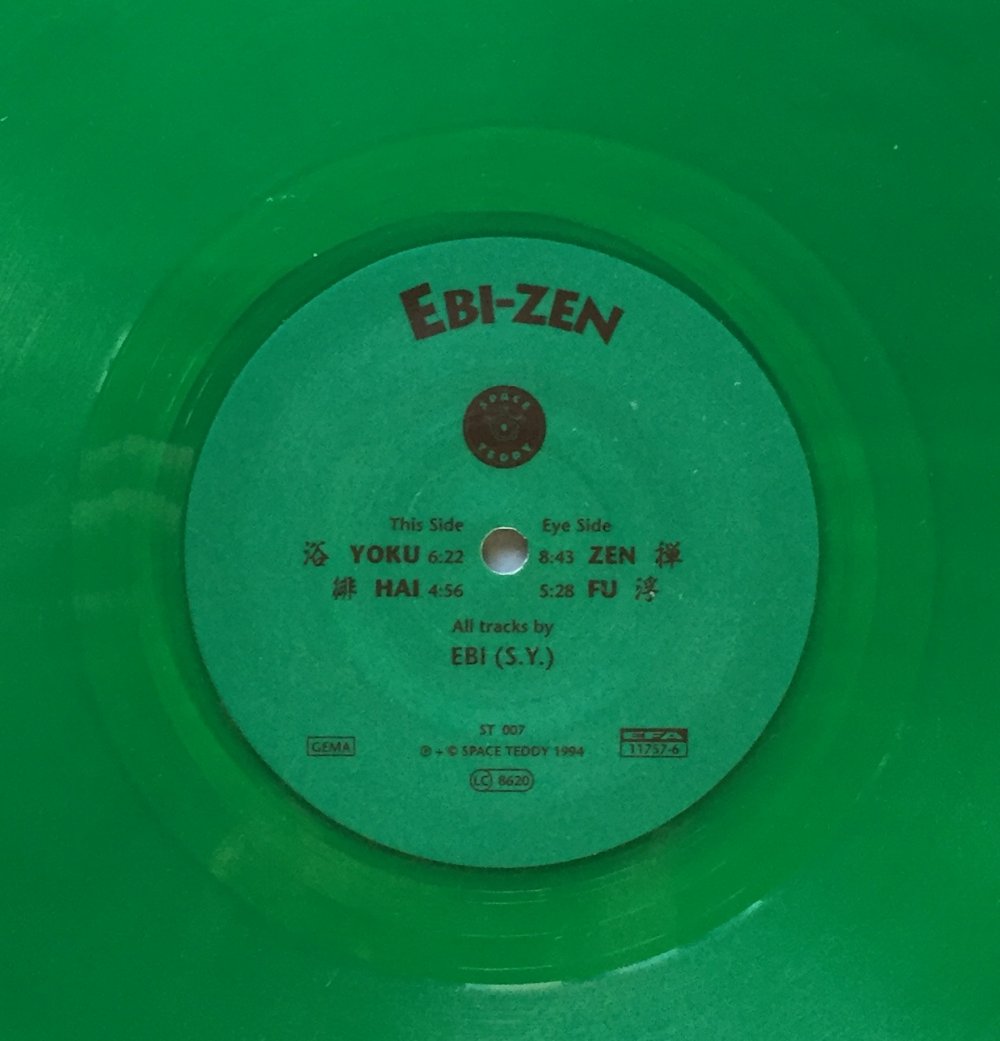 EBI-ZEN
SPACE
TEDDY
This Side Eye Side
浴 YOKU 6:22 8:43 ZEN 禅
緋 HAI 4:56 5:28 FU 浮
All tracks by
EBI (S.Y.)
ST 007
GEMA ℗ + © SPACE TEDDY 1994 EFA 11757-6
LC 8620